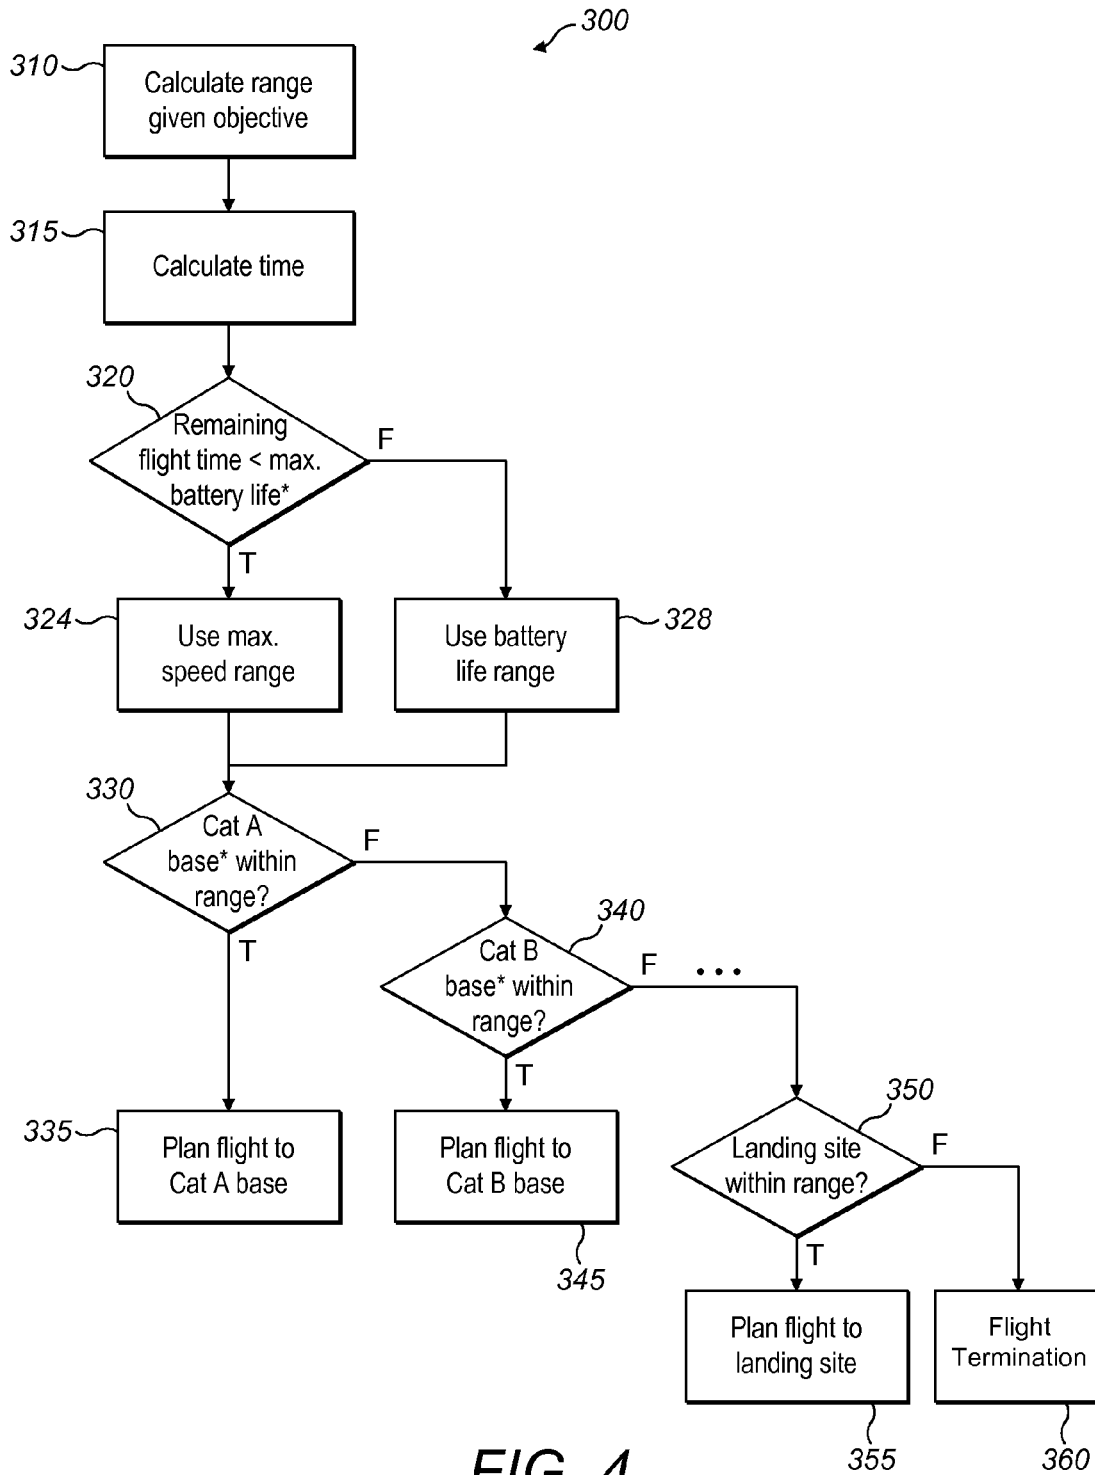 300
310
Calculate range
given objective
315
Calculate time
320
Remaining
flight time < max.
battery life*
F
T
324
Use max.
speed range
Use battery
life range
328
330
Cat A
base* within
range?
F
T
340
Cat B
base* within
range?
F ...
T
335
Plan flight to
Cat A base
Plan flight to
Cat B base
345
350
Landing site
within range?
F
T
Plan flight to
landing site
355
Flight
Termination
360
FIG. 4